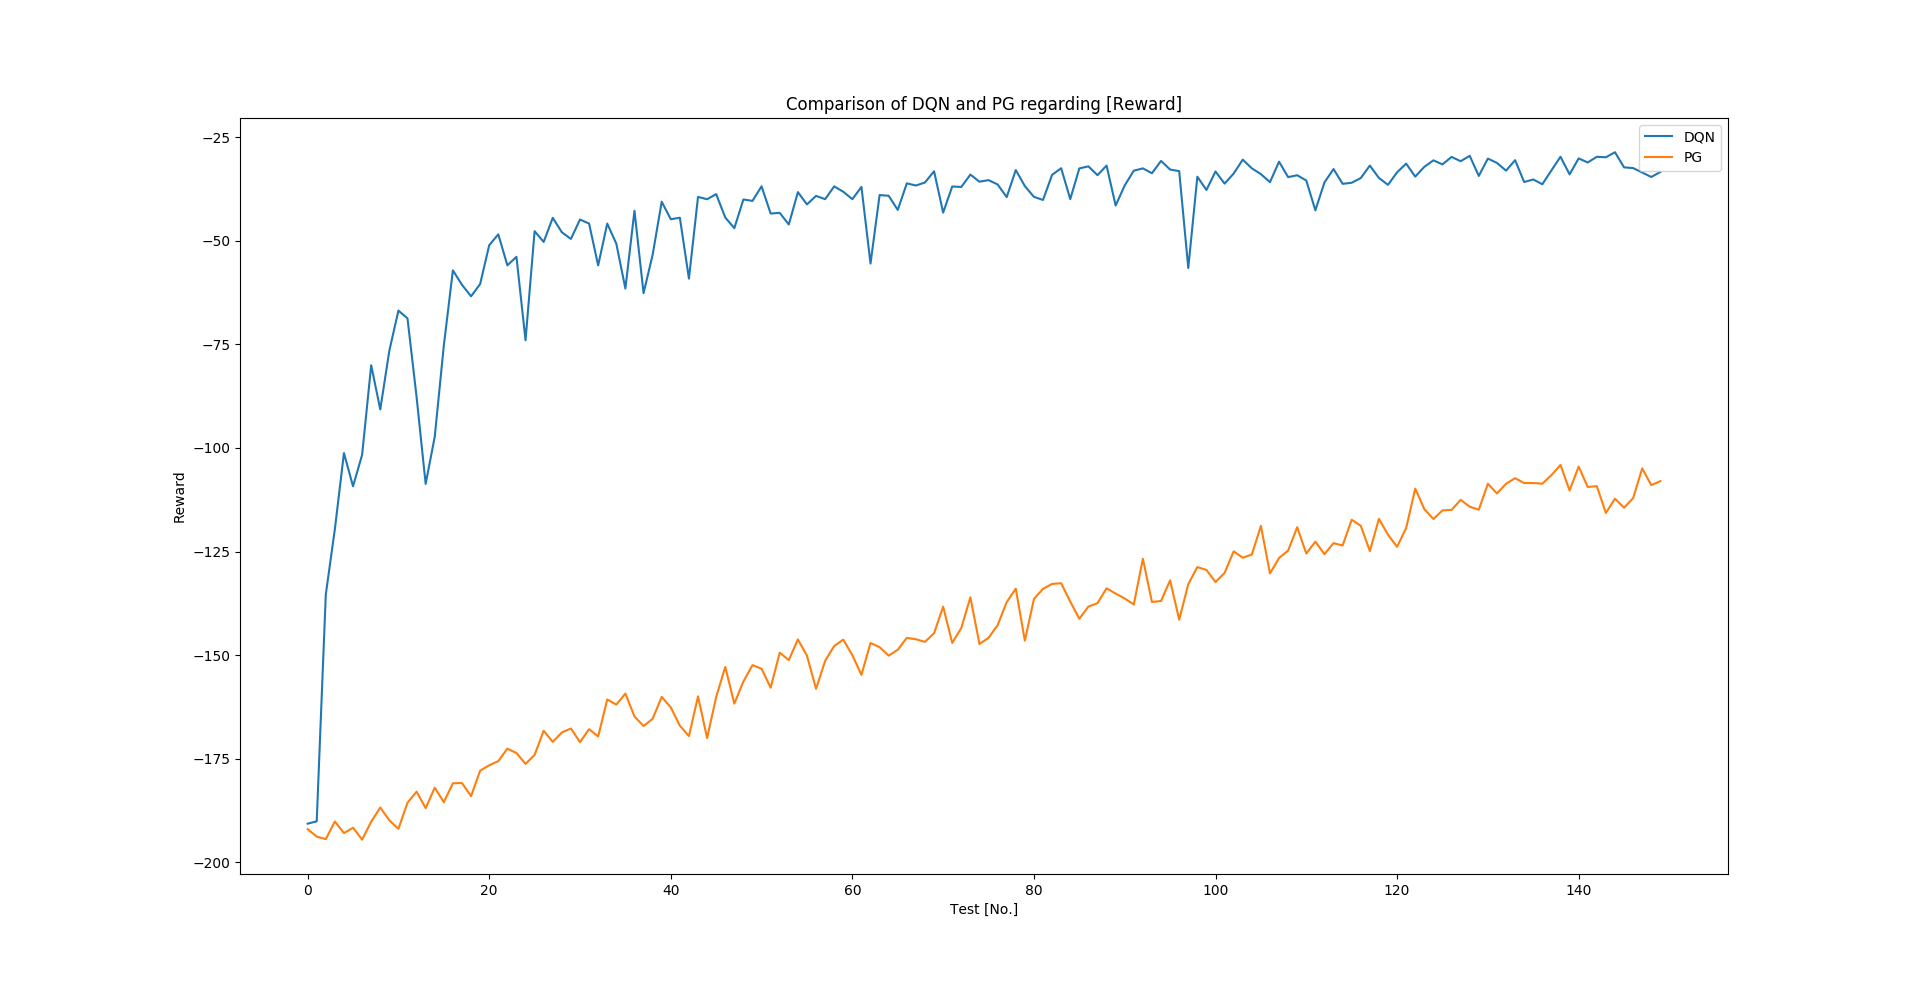 Comparison of DQN and PG regarding [Reward]
DQN
PG
−25
−50
−75
−100
−125
−150
−175
−200
Reward
0 20 40 60 80 100 120 140
Test [No.]